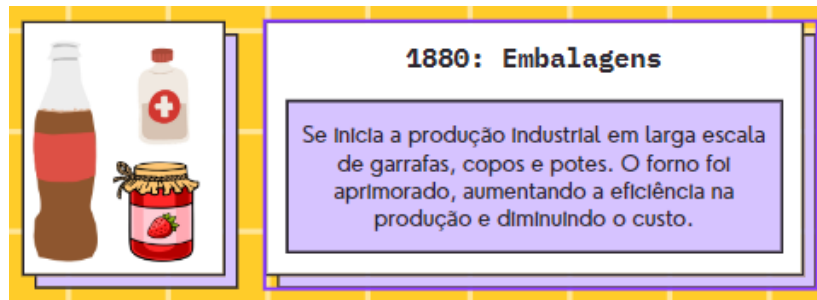 1880: Embalagens
Se inicia a produção industrial em larga escala
de garrafas, copos e potes. O forno foi
aprimorado, aumentando a eficiência na
produção e diminuindo o custo.